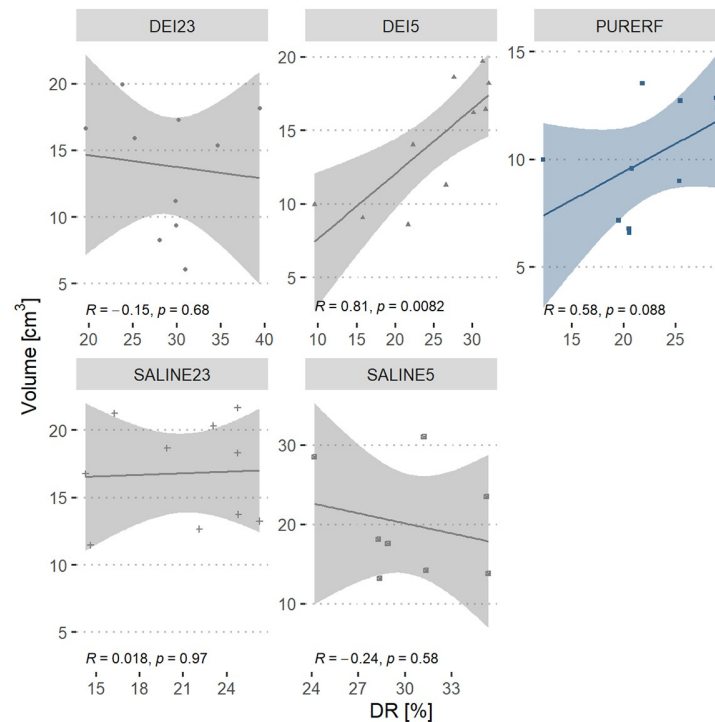 DEI23 DEI5 PURERF
20 20 15
15 15
10 10 10
5 5 5
R = −0.15, p = 0.68 R = 0.81, p = 0.0082 R = 0.58, p = 0.088
20 25 30 35 40 10 15 20 25 30 15 20 25
Volume [cm³]
SALINE23 SALINE5
20 30
15 20
10 10
5
R = 0.018, p = 0.97 R = −0.24, p = 0.58
15 18 21 24 24 27 30 33
DR [%]